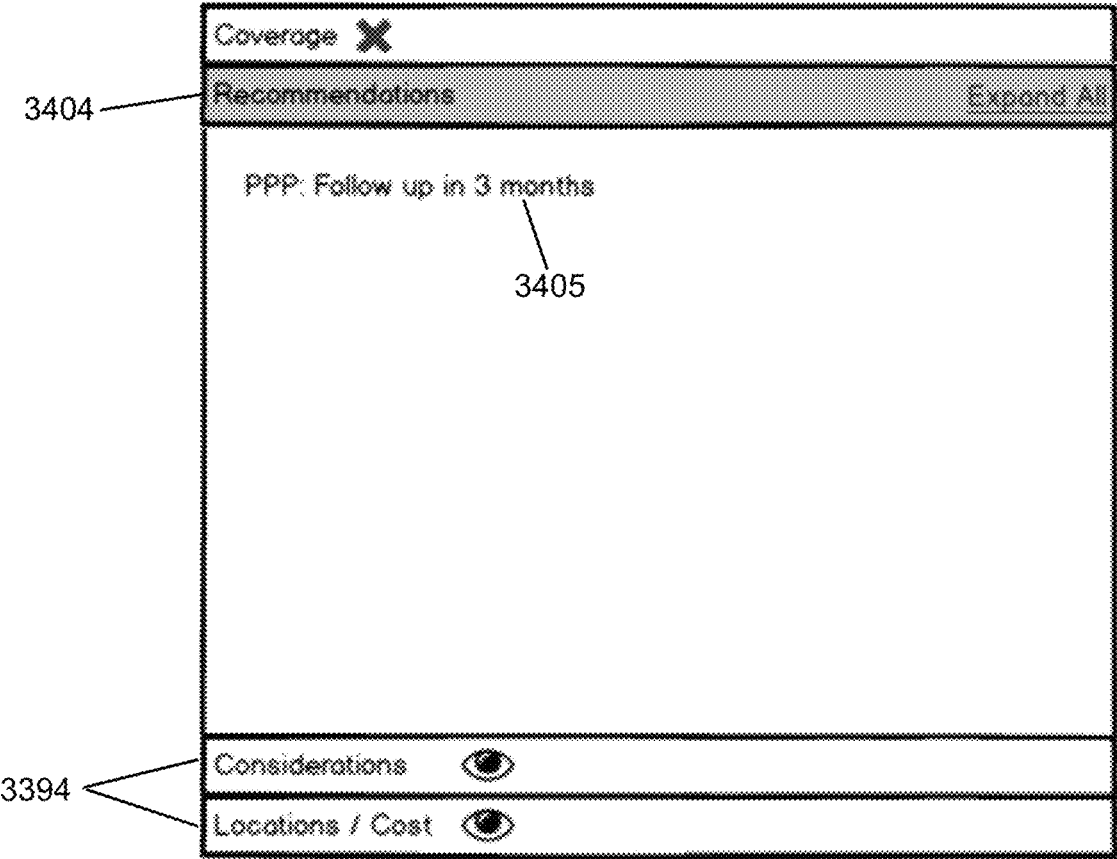 Coverage
3404
Recommendations Expand All
PPP: Follow up in 3 months
3405
3394
Considerations
Locations / Cost